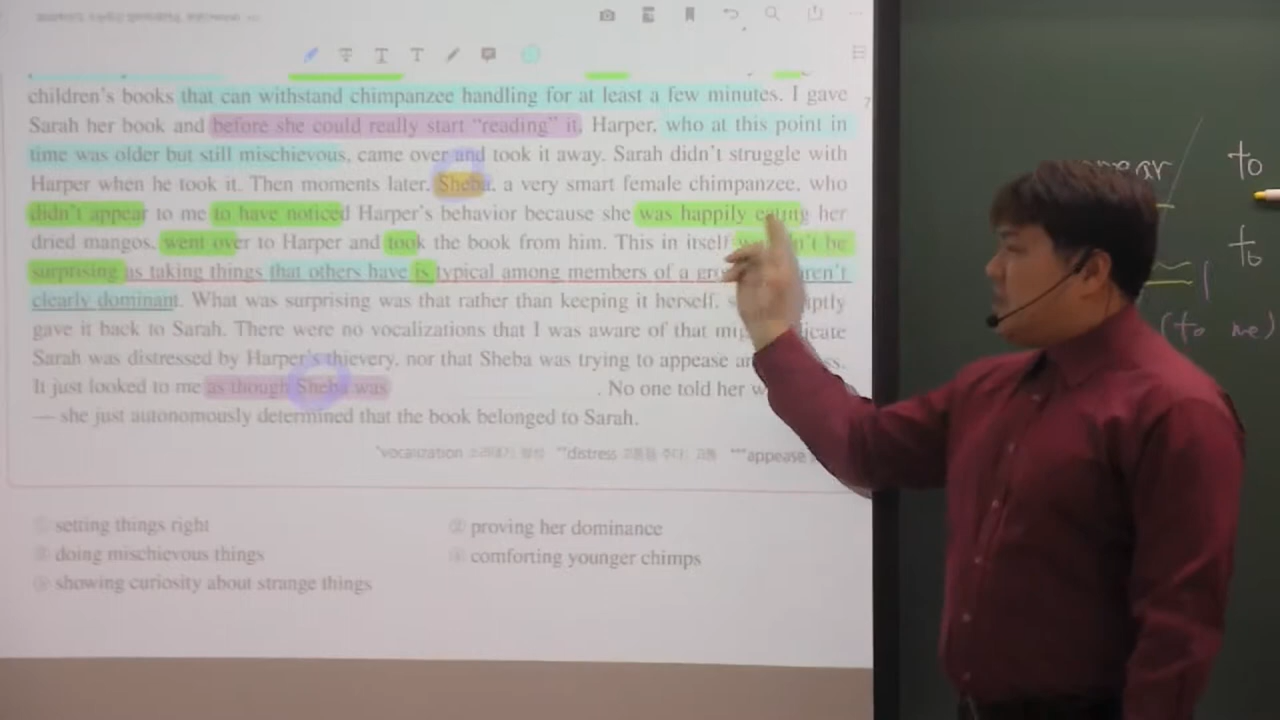 children's books that can withstand chimpanzee handling for at least a few minutes. I gave
Sarah her book and before she could really start "reading" it, Harper, who at this point in
time was older but still mischievous, came over and took it away. Sarah didn't struggle with
Harper when he took it. Then moments later, Sheba, a very smart female chimpanzee, who
didn't appear to me to have noticed Harper's behavior because she was happily eating her
dried mangos, went over to Harper and took the book from him. This in itself be
surprising as taking things that others have is typical among members of a aren't
clearly dominant. What was surprising was that rather than keeping it herself,
gave it back to Sarah. There were no vocalizations that I was aware of that
Sarah was distressed by Harper's thievery, nor that Sheba was trying to appease
It just looked to me as though Sheba was . No one told her
— she just autonomously determined that the book belonged to Sarah.
*vocalization **distress ***appease
① setting things right ② proving her dominance
③ doing mischievous things ④ comforting younger chimps
⑤ showing curiosity about strange things
to
to
(to me)